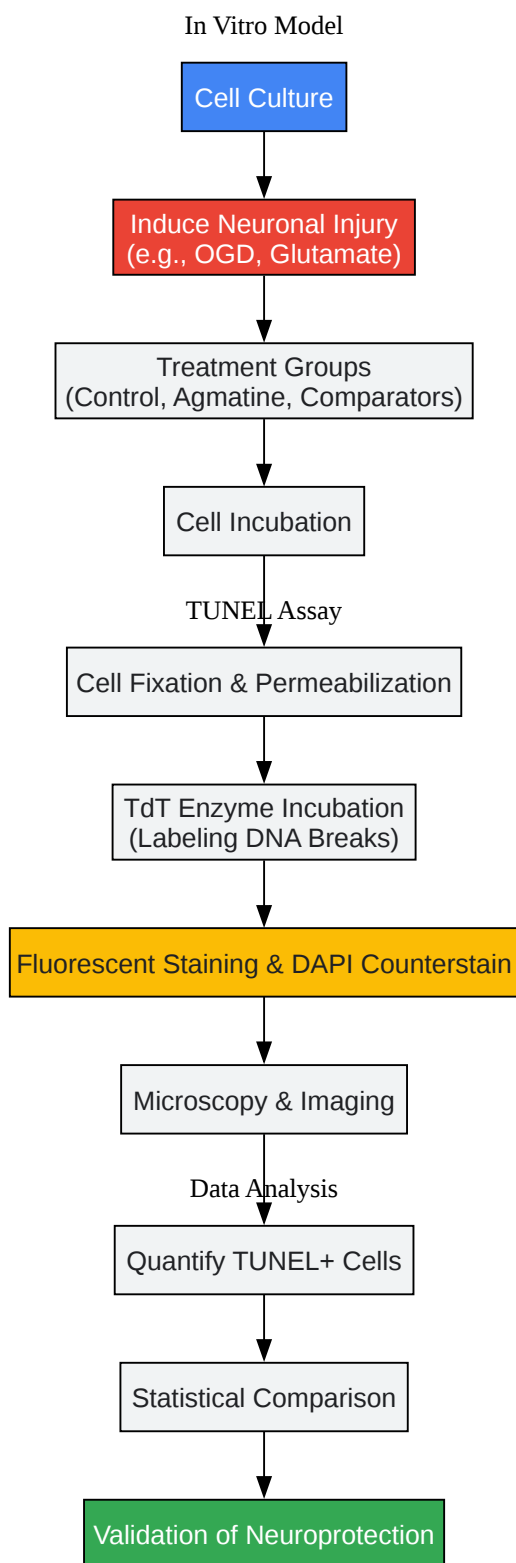 In Vitro Model
Cell Culture
Induce Neuronal Injury
(e.g., OGD, Glutamate)
Treatment Groups
(Control, Agmatine, Comparators)
Cell Incubation
TUNEL Assay
Cell Fixation & Permeabilization
TdT Enzyme Incubation
(Labeling DNA Breaks)
Fluorescent Staining & DAPI Counterstain
Microscopy & Imaging
Data Analysis
Quantify TUNEL+ Cells
Statistical Comparison
Validation of Neuroprotection